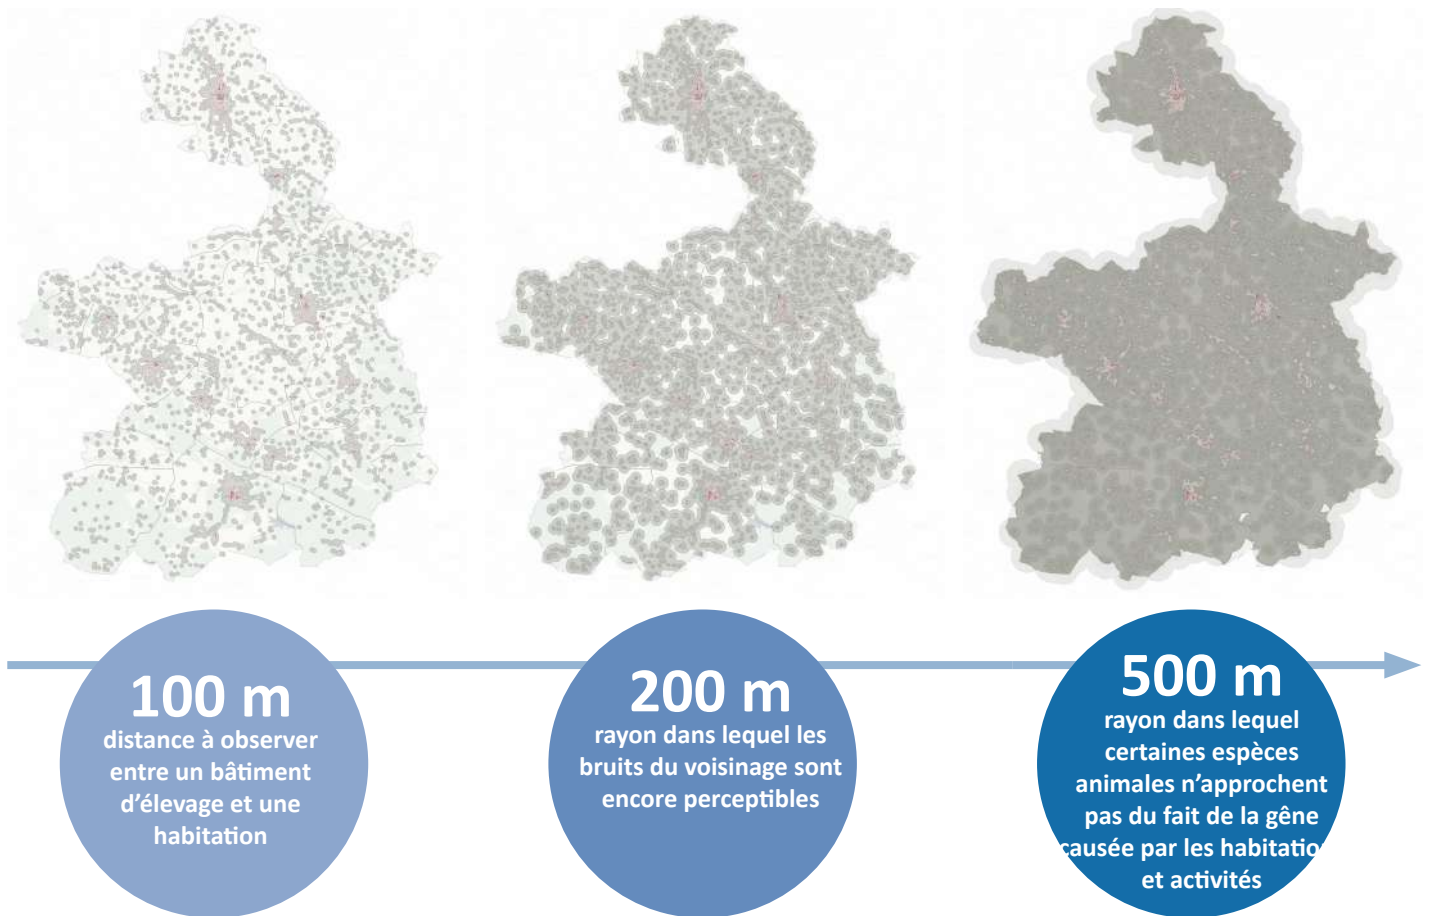 100 m
distance à observer
entre un bâtiment
d'élevage et une
habitation
200 m
rayon dans lequel les
bruits du voisinage sont
encore perceptibles
500 m
rayon dans lequel
certaines espèces
animales n'approchent
pas du fait de la gêne
causée par les habitation
et activités